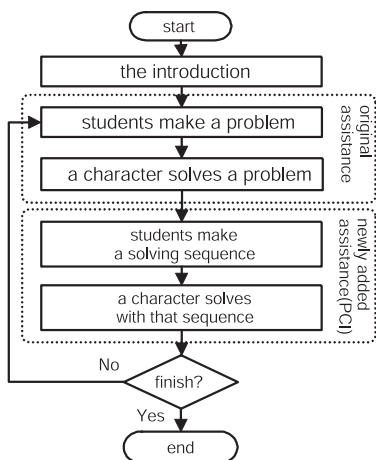 start
the introduction
students make a problem
a character solves a problem
original
assistance
students make
a solving sequence
a character solves
with that sequence
newly added
assistance(PCI)
finish?
No
Yes
end